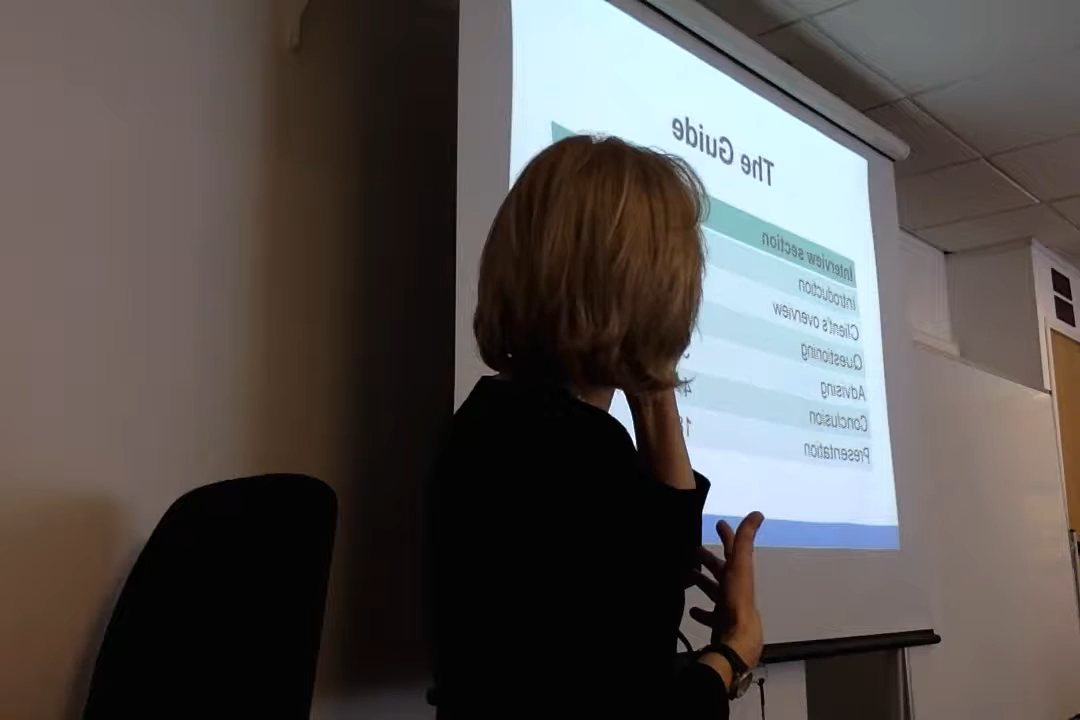 The Guide
Interview section
Introduction
Client's overview
Questioning
Advising
Conclusion
Presentation